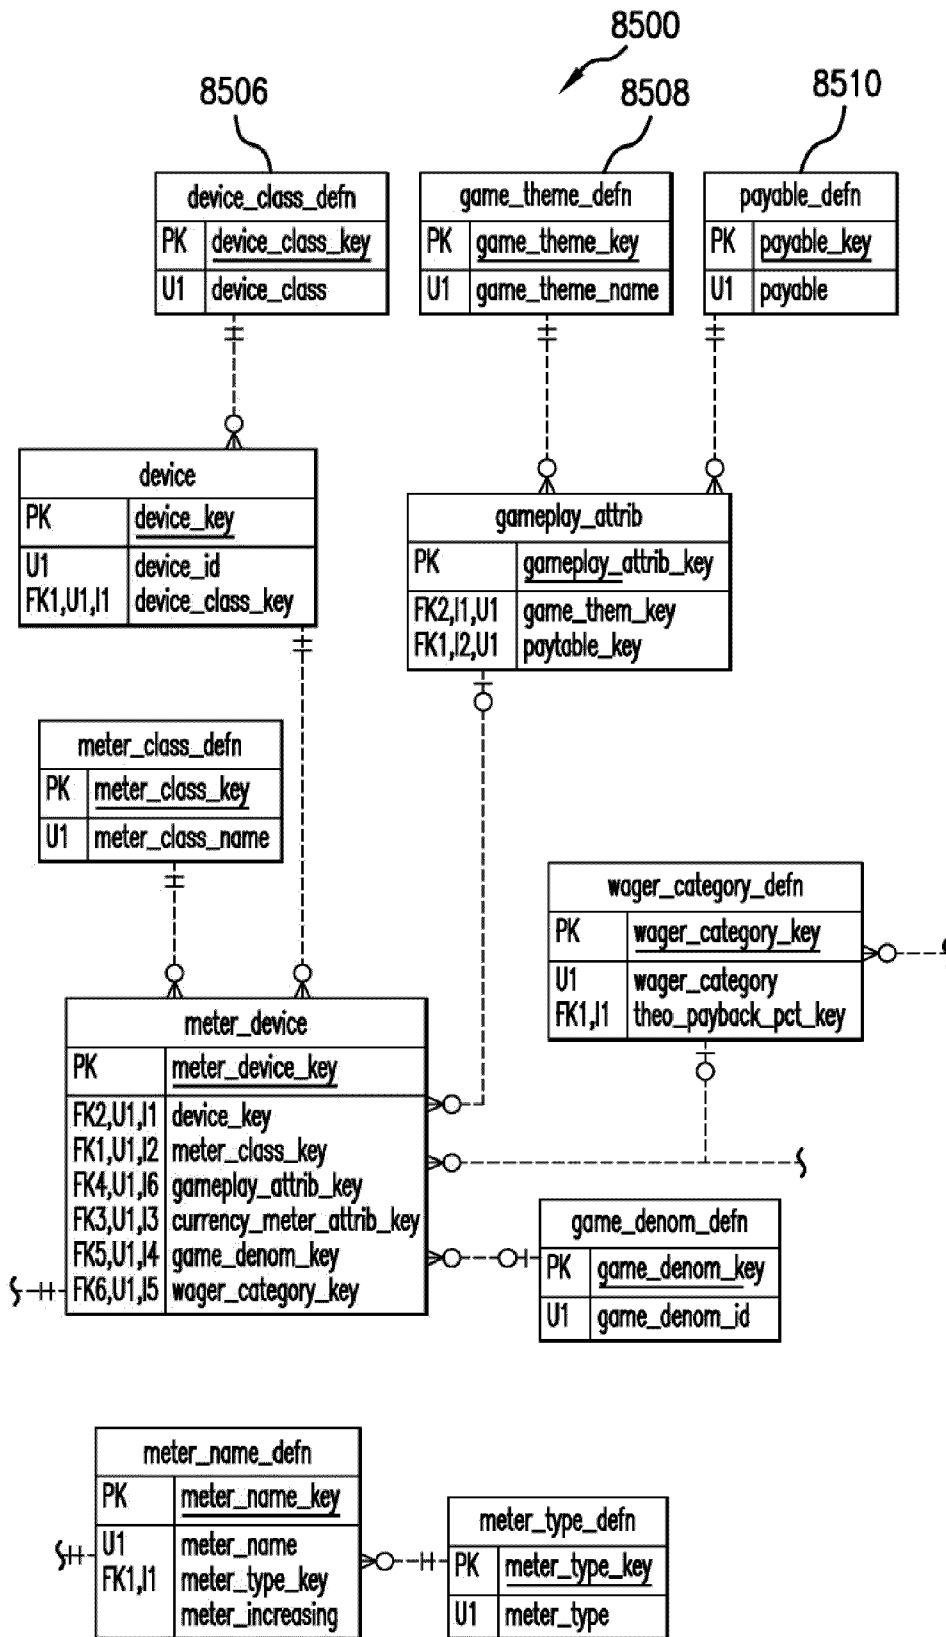 8500
8506
8508
8510
device_class_defn
PK device_class_key
U1 device_class
game_theme_defn
PK game_theme_key
U1 game_theme_name
payable_defn
PK payable_key
U1 payable
device
PK device_key
U1 device_id
FK1,U1,I1 device_class_key
gameplay_attrib
PK gameplay_attrib_key
FK2,I1,U1 game_them_key
FK1,I2,U1 paytable_key
meter_class_defn
PK meter_class_key
U1 meter_class_name
wager_category_defn
PK wager_category_key
U1 wager_category
FK1,I1 theo_payback_pct_key
meter_device
PK meter_device_key
FK2,U1,I1 device_key
FK1,U1,I2 meter_class_key
FK4,U1,I6 gameplay_attrib_key
FK3,U1,I3 currency_meter_attrib_key
FK5,U1,I4 game_denom_key
FK6,U1,I5 wager_category_key
game_denom_defn
PK game_denom_key
U1 game_denom_id
meter_name_defn
PK meter_name_key
U1 meter_name
FK1,I1 meter_type_key
meter_increasing
meter_type_defn
PK meter_type_key
U1 meter_type